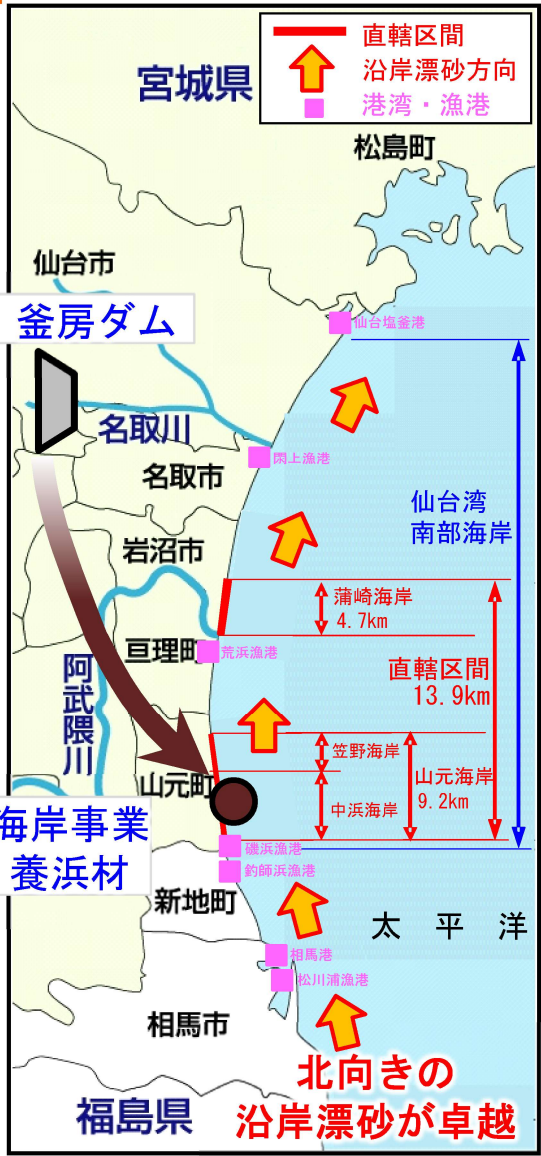 直轄区間
沿岸漂砂方向
港湾・漁港
宮城県
松島町
仙台市
釜房ダム
仙台塩釜港
名取川
閖上漁港
名取市
仙台湾
南部海岸
岩沼市
蒲崎海岸
4.7km
亘理町
荒浜漁港
直轄区間
13.9km
阿武隈川
笠野海岸
山元町
山元海岸
9.2km
中浜海岸
海岸事業
養浜材
磯浜漁港
釣師浜漁港
新地町
太平洋
相馬港
松川浦漁港
相馬市
北向きの
沿岸漂砂が卓越
福島県